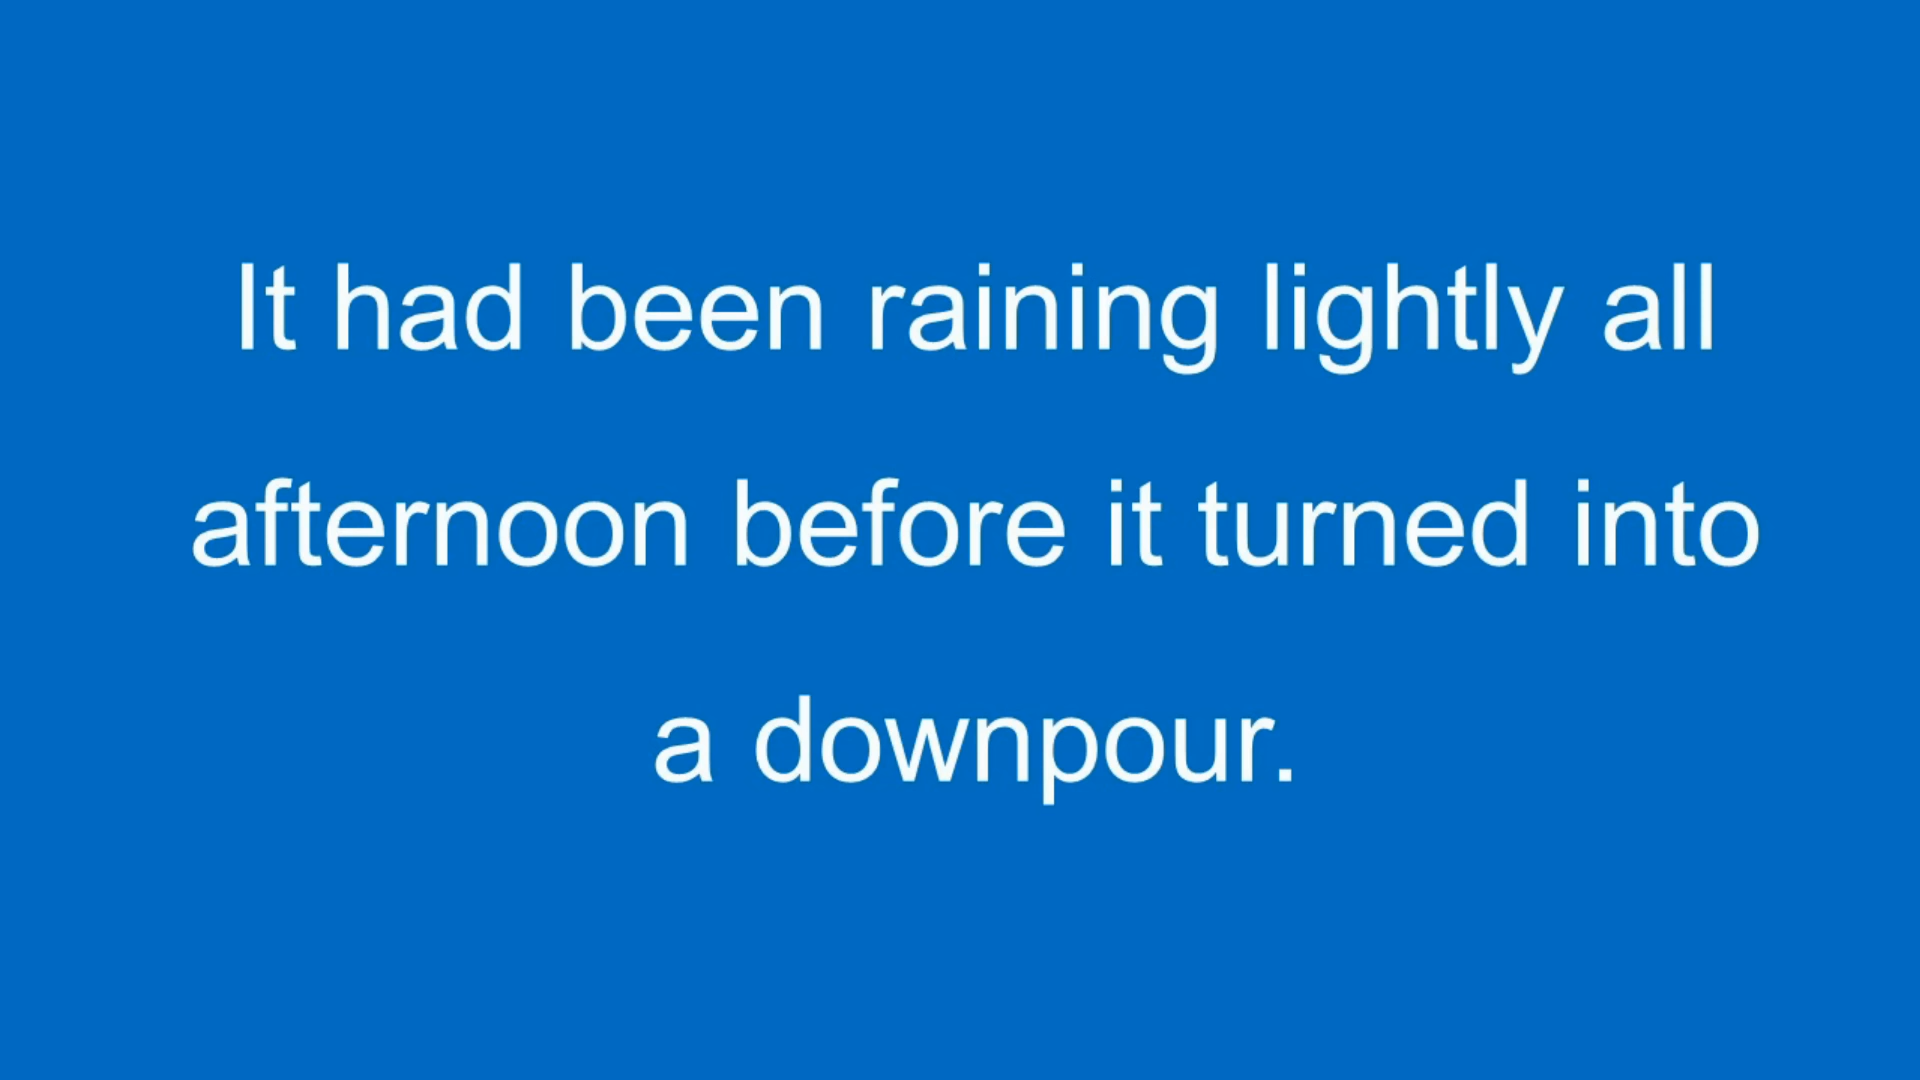 It had been raining lightly all
afternoon before it turned into
a downpour.